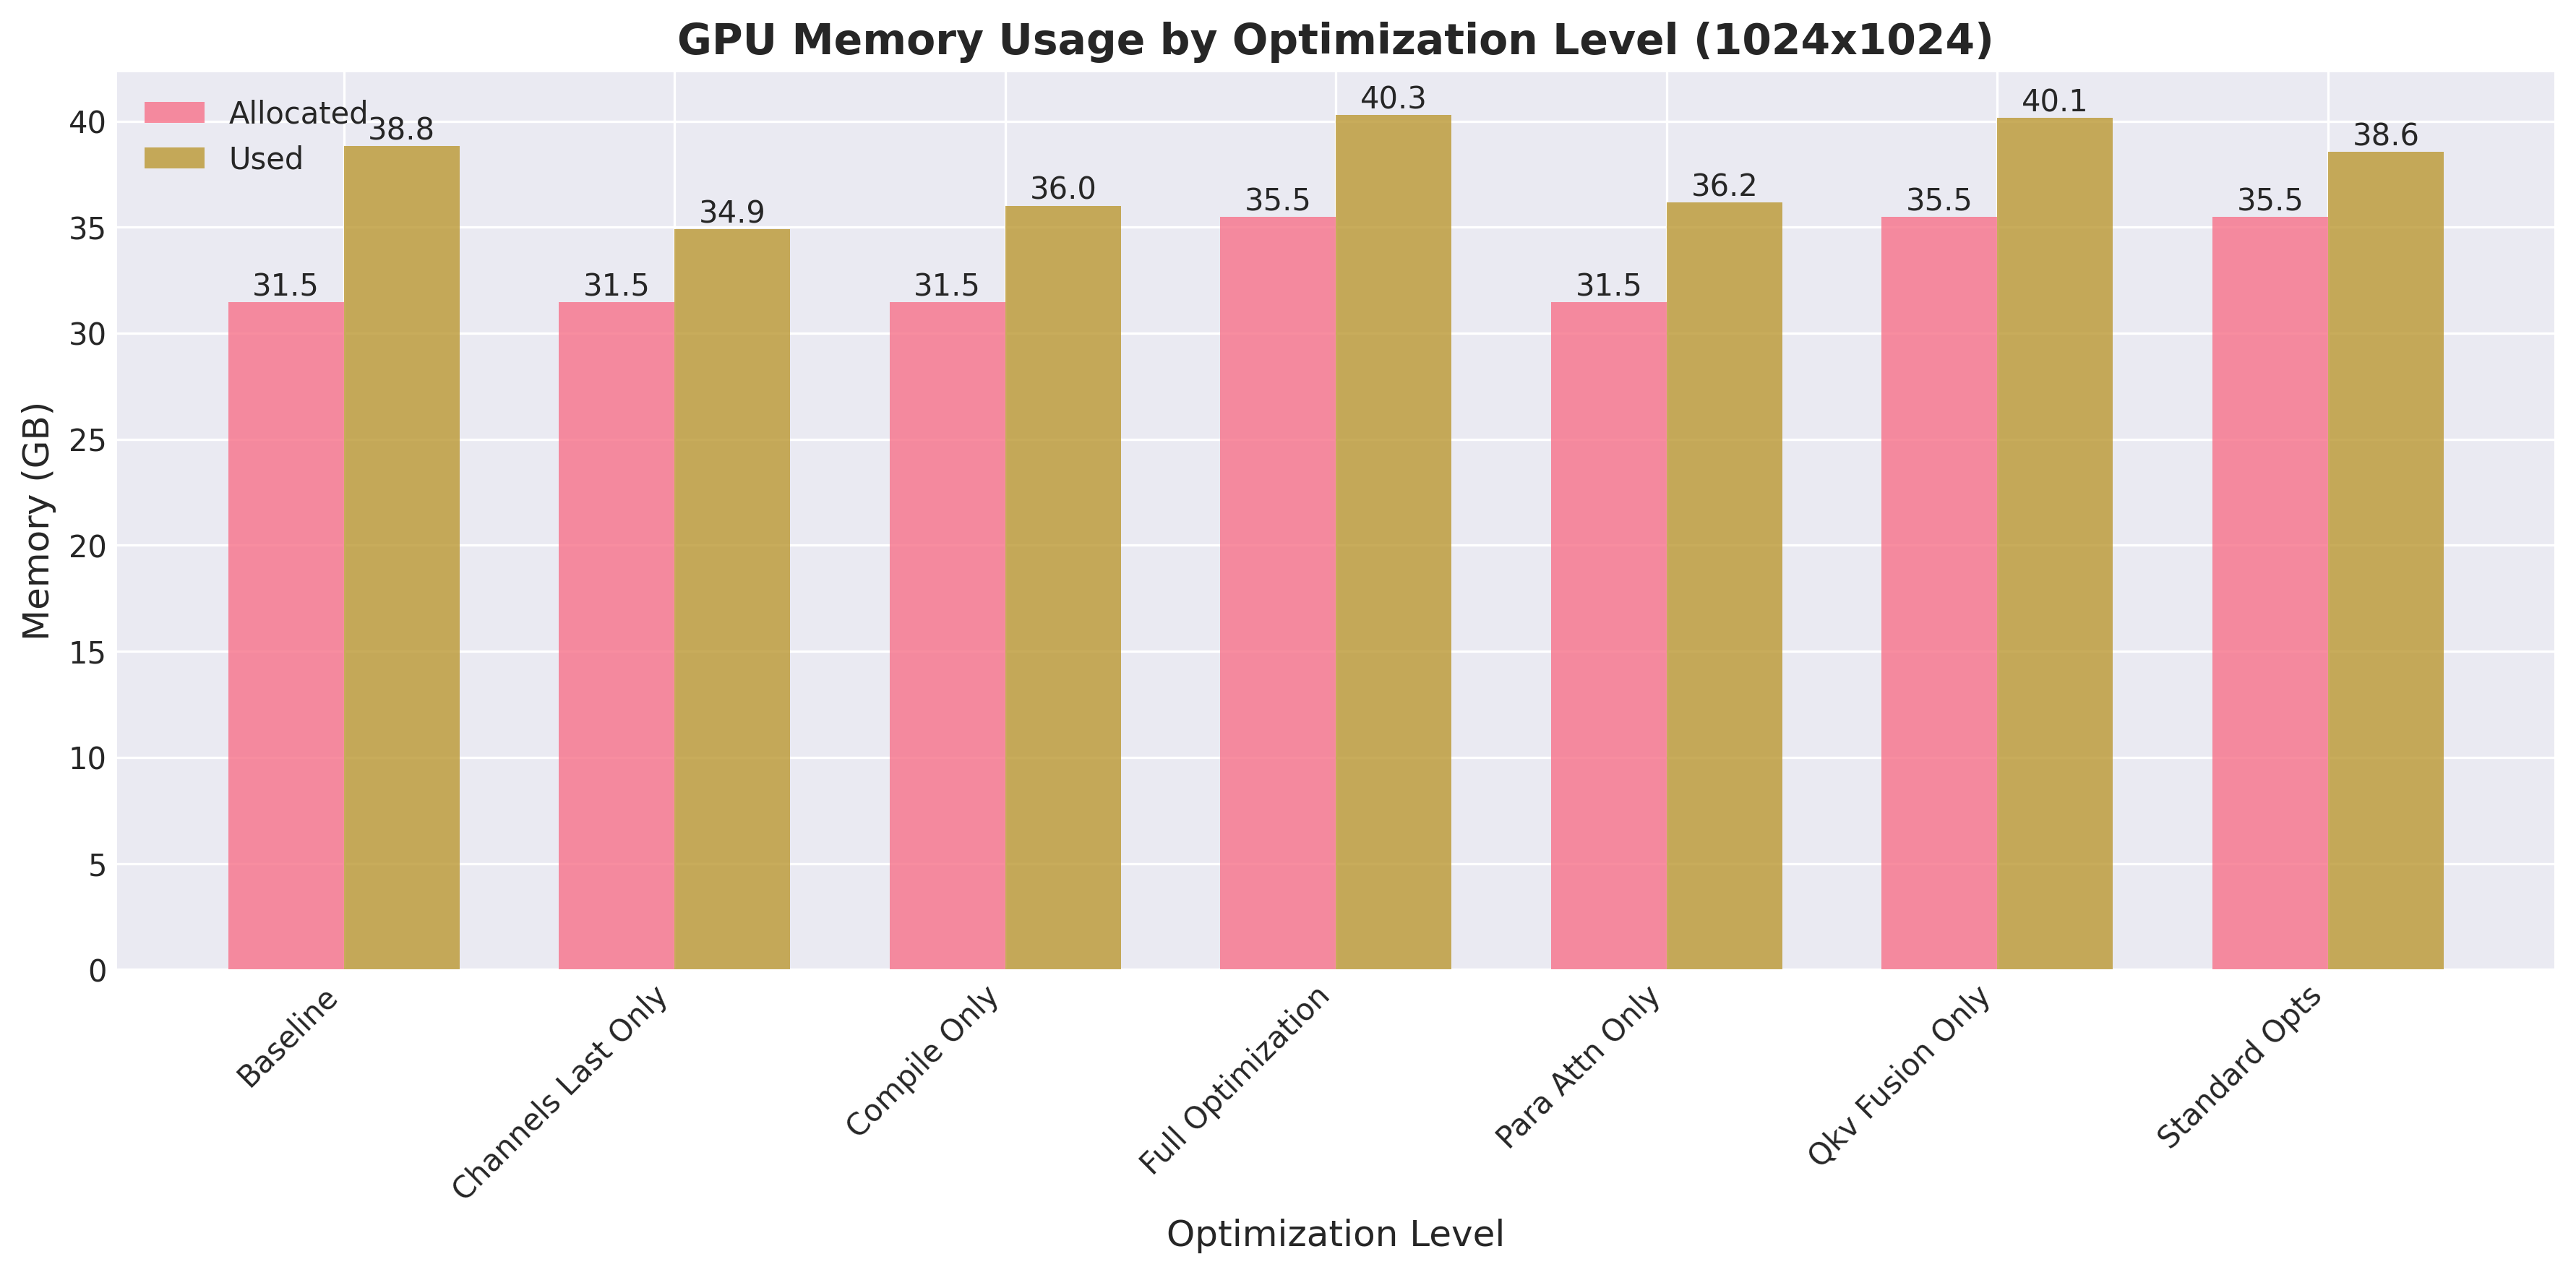 GPU Memory Usage by Optimization Level (1024x1024)
Allocated
Used
Memory (GB)
40
35
30
25
20
15
10
5
0
31.5
38.8
31.5
34.9
31.5
36.0
35.5
40.3
31.5
36.2
35.5
40.1
35.5
38.6
Baseline
Channels Last Only
Compile Only
Full Optimization
Para Attn Only
Qkv Fusion Only
Standard Opts
Optimization Level